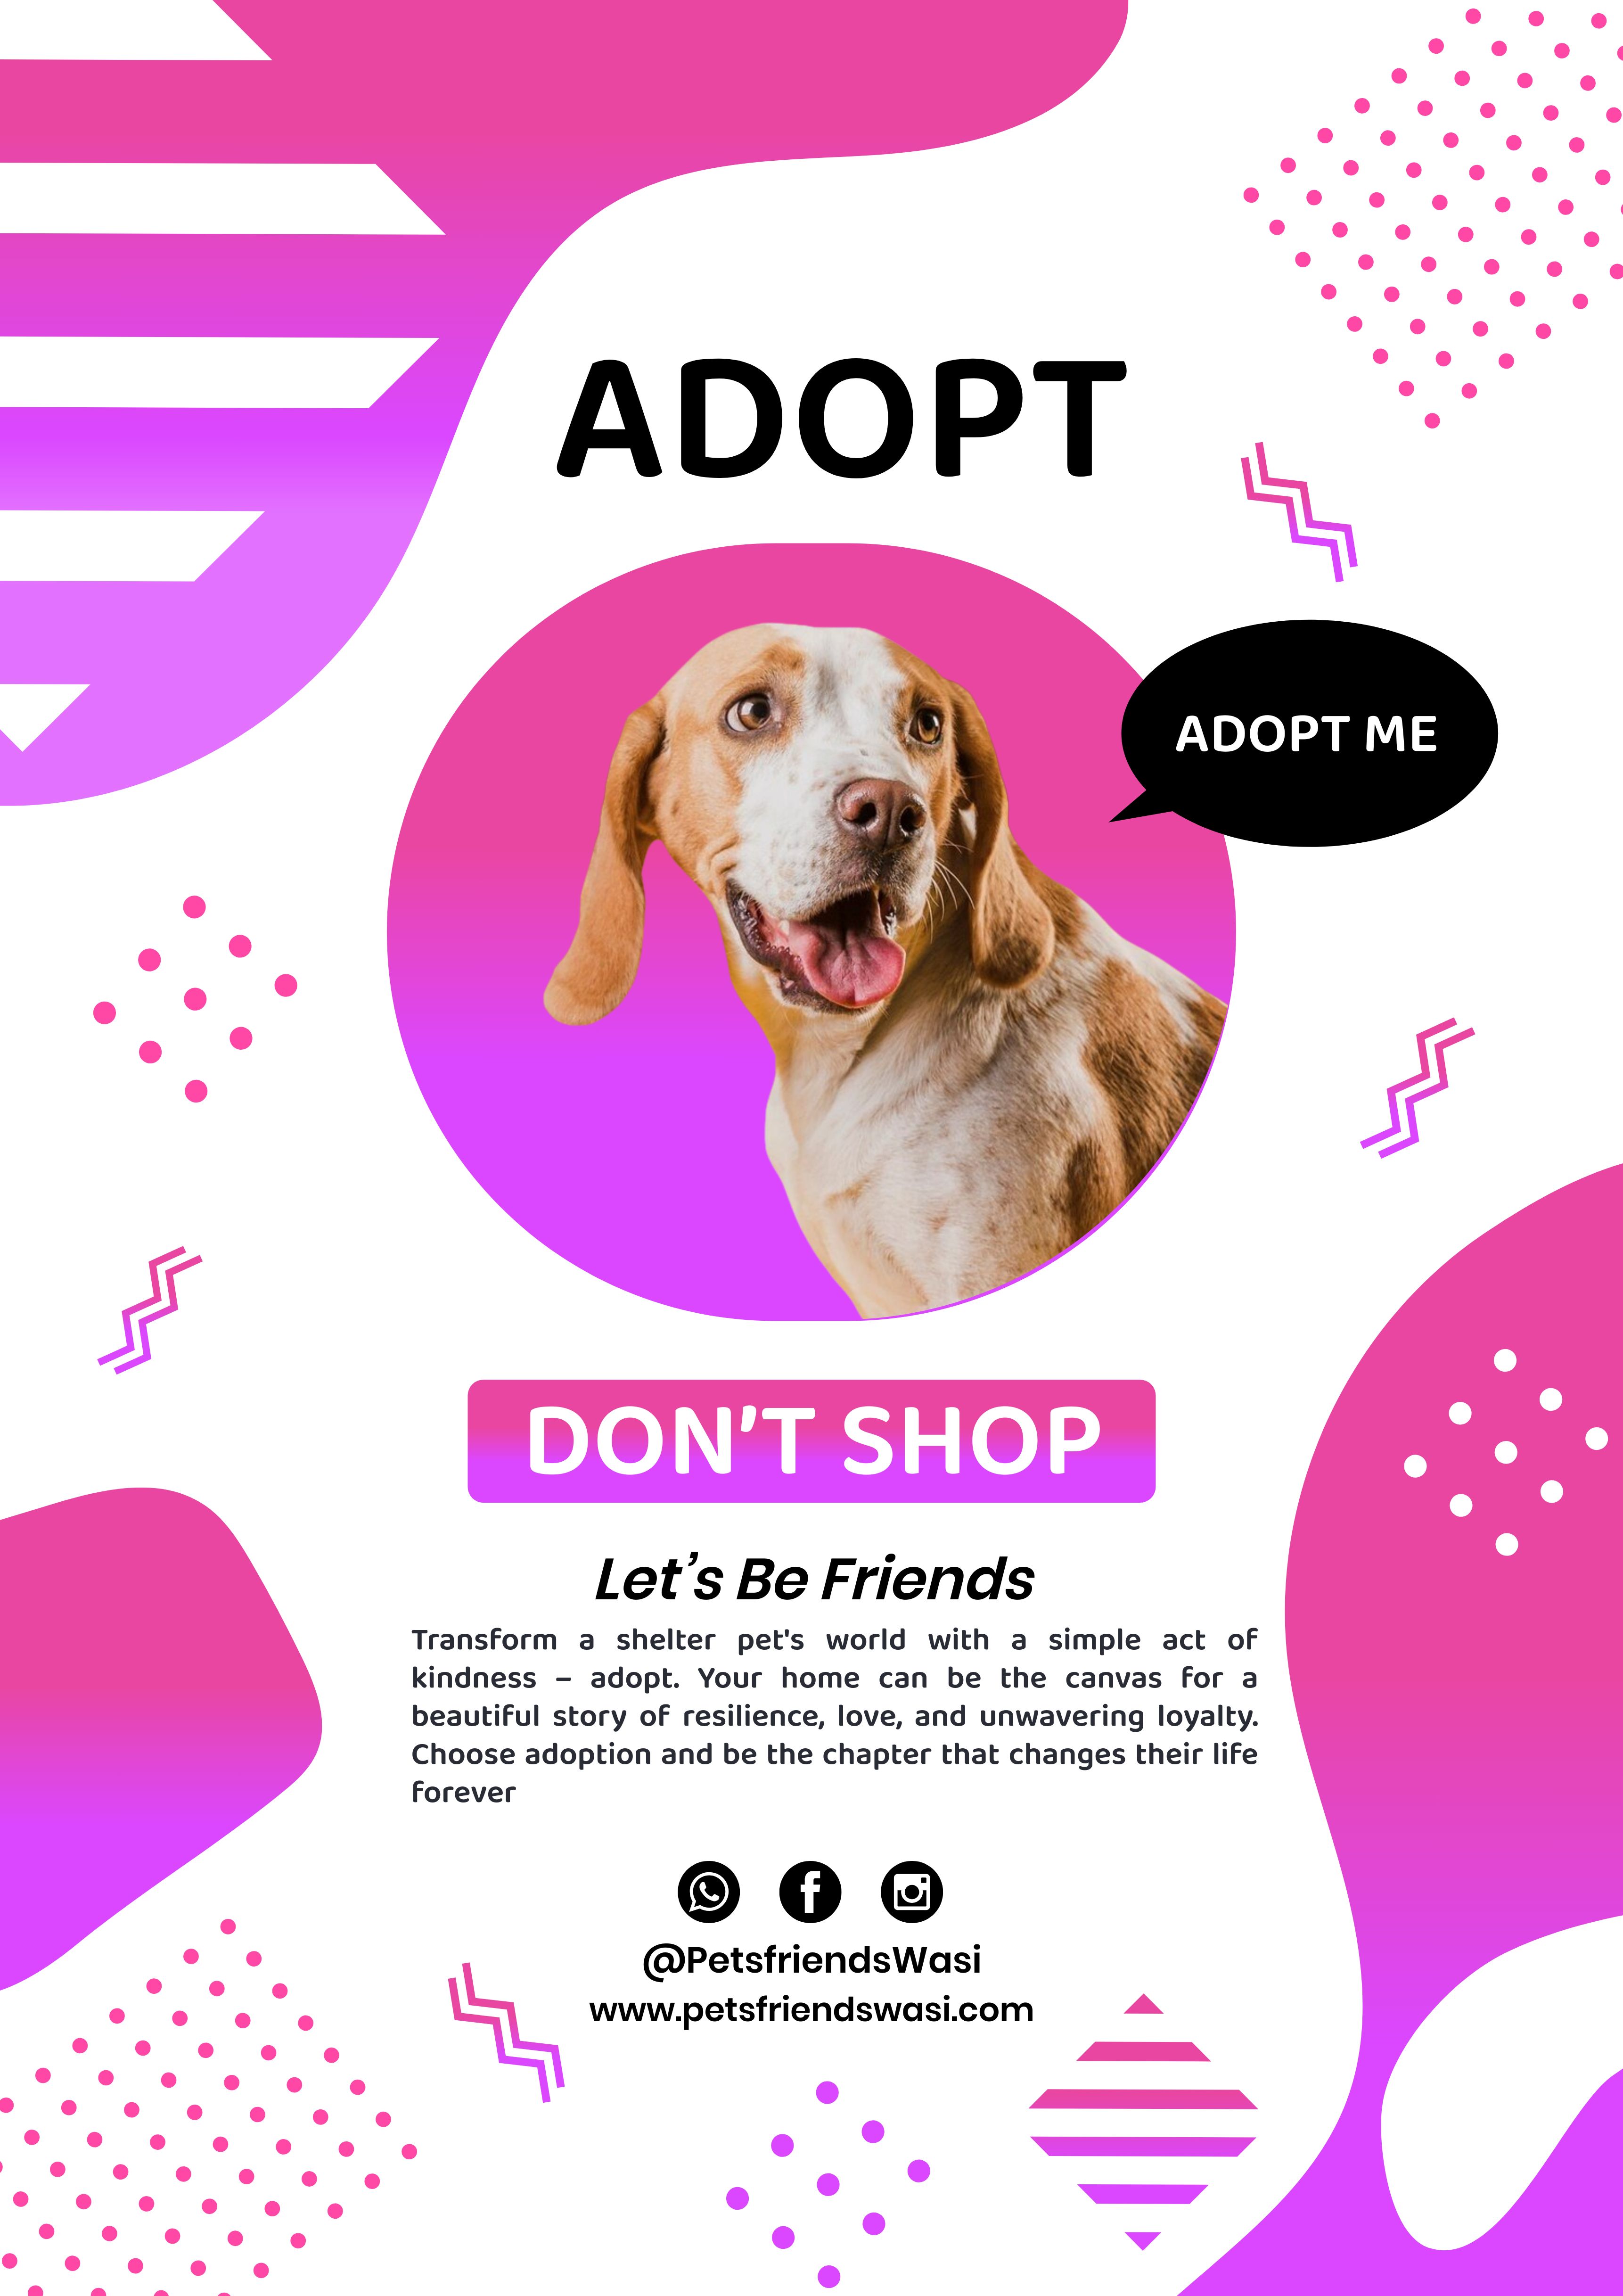 ADOPT
ADOPT ME
DON'T SHOP
Let's Be Friends
Transform a shelter pet's world with a simple act of
kindness – adopt. Your home can be the canvas for a
beautiful story of resilience, love, and unwavering loyalty.
Choose adoption and be the chapter that changes their life
forever
@PetsfriendsWasi
www.petsfriendswasi.com